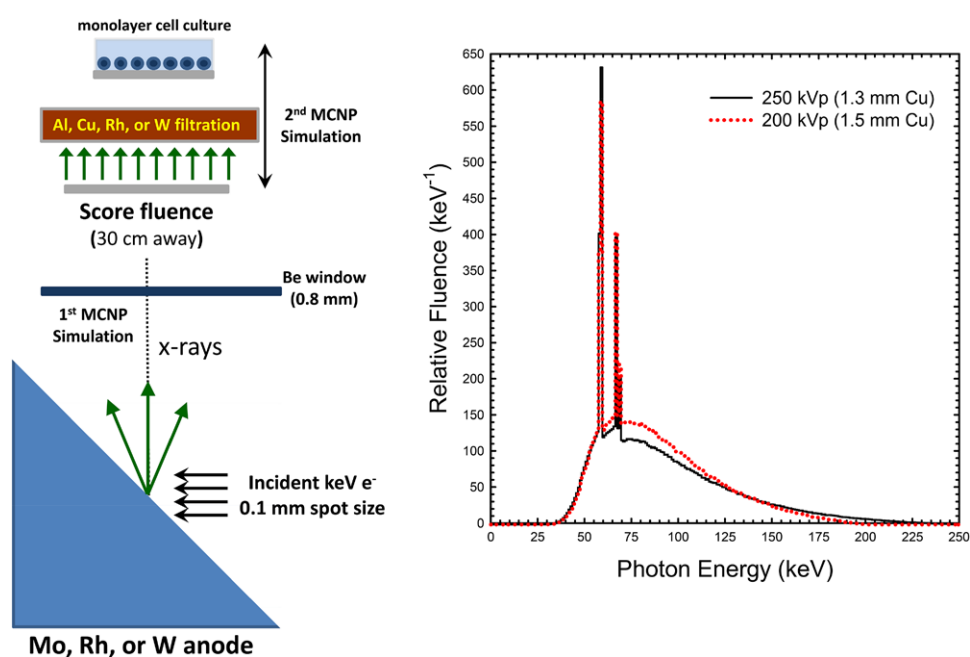 monolayer cell culture
Al, Cu, Rh, or W filtration
2nd MCNP
Simulation
Score fluence
(30 cm away)
Be window
(0.8 mm)
1st MCNP
Simulation
x-rays
Incident keV e-
0.1 mm spot size
Mo, Rh, or W anode
Relative Fluence (keV-1)
650
600
550
500
450
400
350
300
250
200
150
100
50
0
250 kVp (1.3 mm Cu)
200 kVp (1.5 mm Cu)
0 25 50 75 100 125 150 175 200 225 250
Photon Energy (keV)